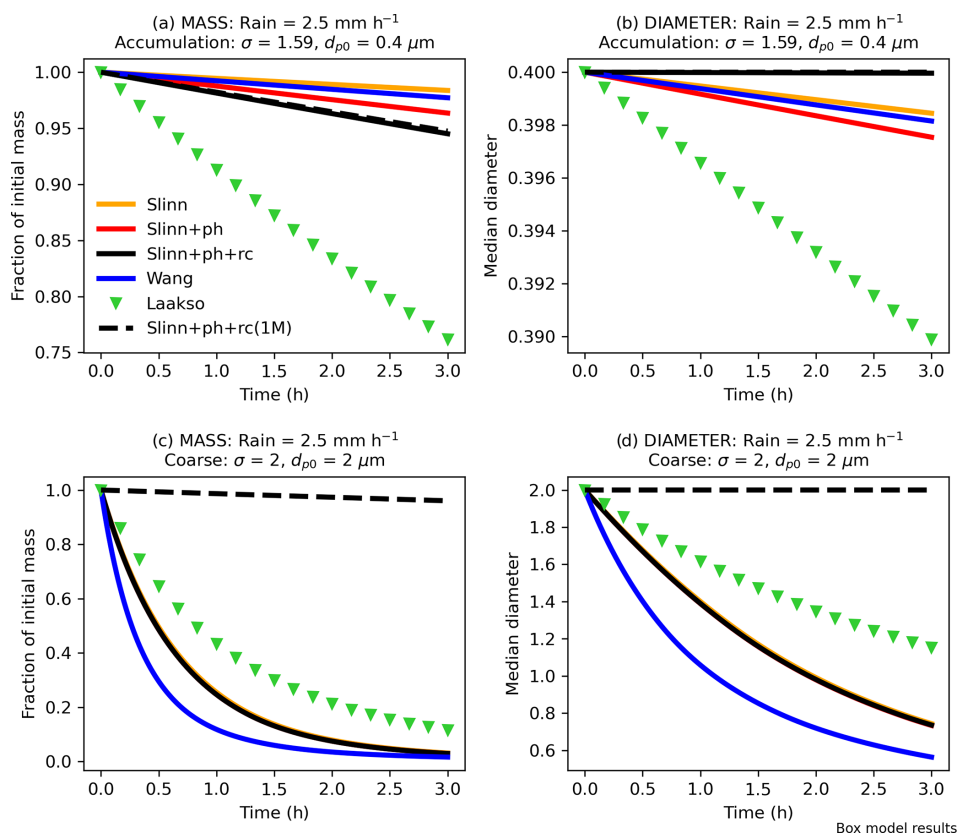 (a) MASS: Rain = 2.5 mm h⁻¹
Accumulation: σ = 1.59, dₚ₀ = 0.4 μm
1.00
0.95
0.90
0.85
0.80
0.75
Fraction of initial mass
Slinn
Slinn+ph
Slinn+ph+rc
Wang
Laakso
Slinn+ph+rc(1M)
0.0 0.5 1.0 1.5 2.0 2.5 3.0
Time (h)
(b) DIAMETER: Rain = 2.5 mm h⁻¹
Accumulation: σ = 1.59, dₚ₀ = 0.4 μm
0.400
0.398
0.396
0.394
0.392
0.390
Median diameter
0.0 0.5 1.0 1.5 2.0 2.5 3.0
Time (h)
(c) MASS: Rain = 2.5 mm h⁻¹
Coarse: σ = 2, dₚ₀ = 2 μm
1.0
0.8
0.6
0.4
0.2
0.0
Fraction of initial mass
0.0 0.5 1.0 1.5 2.0 2.5 3.0
Time (h)
(d) DIAMETER: Rain = 2.5 mm h⁻¹
Coarse: σ = 2, dₚ₀ = 2 μm
2.0
1.8
1.6
1.4
1.2
1.0
0.8
0.6
Median diameter
0.0 0.5 1.0 1.5 2.0 2.5 3.0
Time (h)
Box model results